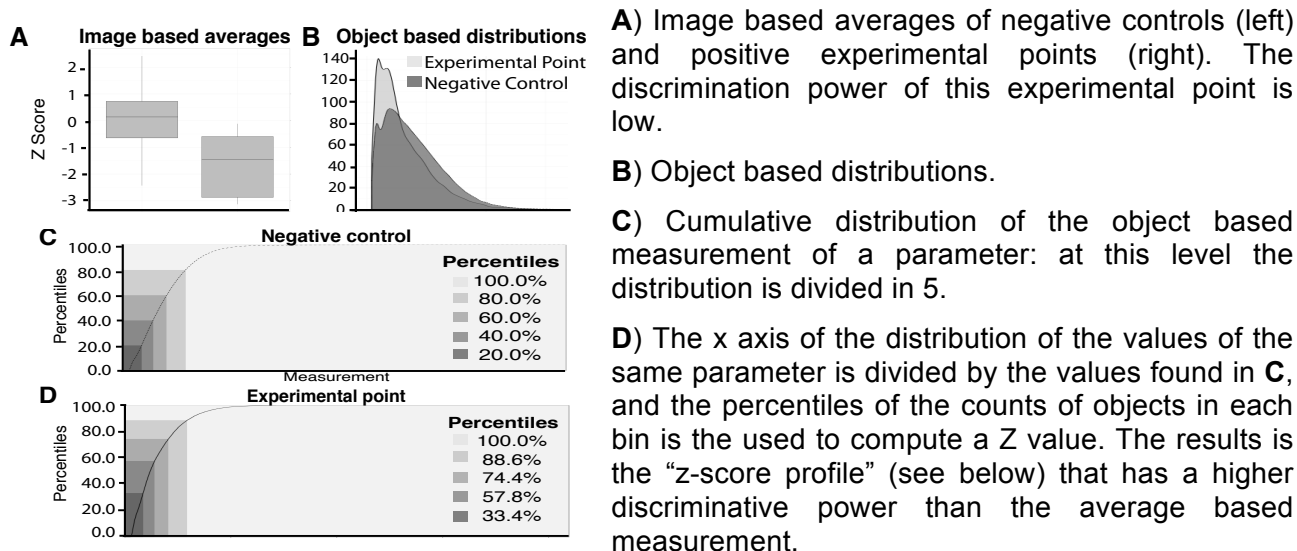 A
Image based averages
Z Score
2
1
0
-1
-2
-3
B
Object based distributions
Experimental Point
Negative Control
140
120
100
80
60
40
20
0
C
Negative control
Percentiles
100.0
80.0
60.0
40.0
20.0
0.0
Percentiles
100.0%
80.0%
60.0%
40.0%
20.0%
Measurement
D
Experimental point
Percentiles
100.0
80.0
60.0
40.0
20.0
0.0
Percentiles
100.0%
88.6%
74.4%
57.8%
33.4%
A) Image based averages of negative controls (left)
and positive experimental points (right). The
discrimination power of this experimental point is
low.
B) Object based distributions.
C) Cumulative distribution of the object based
measurement of a parameter: at this level the
distribution is divided in 5.
D) The x axis of the distribution of the values of the
same parameter is divided by the values found in C,
and the percentiles of the counts of objects in each
bin is the used to compute a Z value. The results is
the “z-score profile” (see below) that has a higher
discriminative power than the average based
measurement.